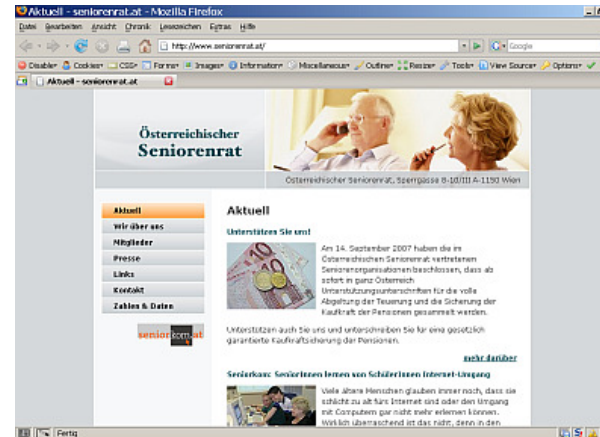 Aktuell - seniorenrat.at - Mozilla Firefox
Datei Bearbeiten Ansicht Chronik Lesezeichen Extras Hilfe
http://www.seniorenrat.at/
Google
Disable Cookies CSS Forms Images Information Miscellaneous Outline Resize Tools View Source Options
Aktuell - seniorenrat.at
Österreichischer
Seniorenrat
Österreichischer Seniorenrat, Sperrgasse 8-10/III A-1150 Wien
Aktuell
Wir über uns
Mitglieder
Presse
Links
Kontakt
Zahlen & Daten
seniorkom.at
Aktuell
Unterstützen Sie uns!
Am 14. September 2007 haben die im
Österreichischen Seniorenrat vertretenen
Seniorenorganisationen beschlossen, dass ab
sofort in ganz Österreich
Unterstützungsunterschriften für die volle
Abgeltung der Teuerung und die Sicherung der
Kaufkraft der Pensionen gesammelt werden.
Unterstützen auch Sie uns und unterschreiben Sie für eine gesetzlich
garantierte Kaufkraftsicherung der Pensionen.
mehr darüber
Seniorkom: SeniorInnen lernen von SchülerInnen Internet-Umgang
Viele ältere Menschen glauben immer noch, dass sie
schlicht zu alt fürs Internet sind oder den Umgang
mit Computern gar nicht mehr erlernen können.
Wirklich überraschend ist das nicht, denn in den
Fertig